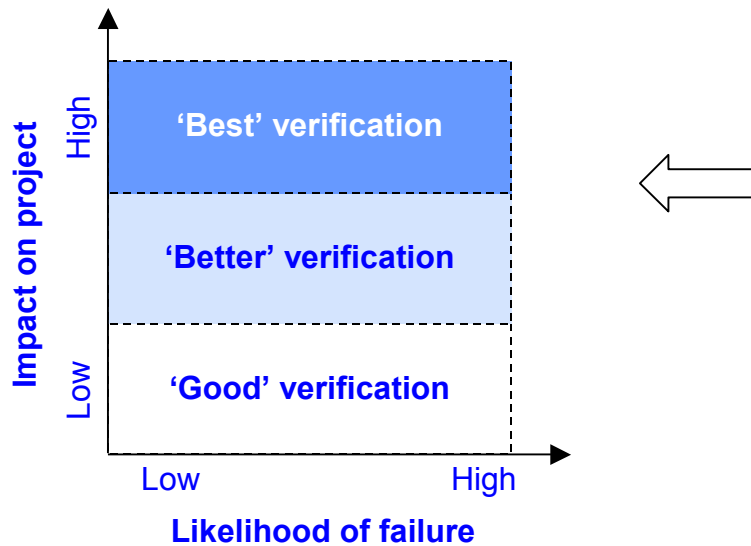 Impact on project
High
Low
‘Best’ verification
‘Better’ verification
‘Good’ verification
Low
High
Likelihood of failure